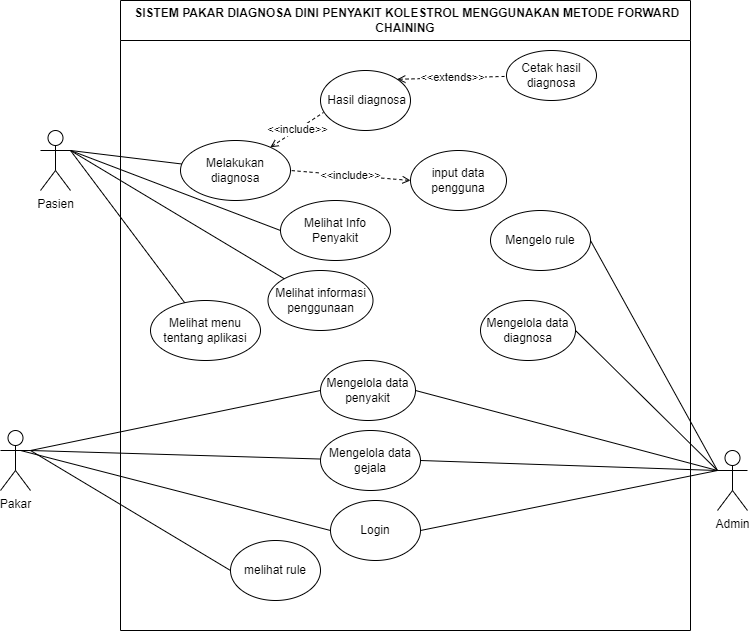 SISTEM PAKAR DIAGNOSA DINI PENYAKIT KOLESTROL MENGGUNAKAN METODE FORWARD
CHAINING
Cetak hasil
diagnosa
<<extends>>
Hasil diagnosa
<<include>>
Melakukan
diagnosa
<<include>>
input data
pengguna
Pasien
Melihat Info
Penyakit
Mengelo rule
Melihat informasi
penggunaan
Melihat menu
tentang aplikasi
Mengelola data
diagnosa
Mengelola data
penyakit
Mengelola data
gejala
Pakar
Login
Admin
melihat rule